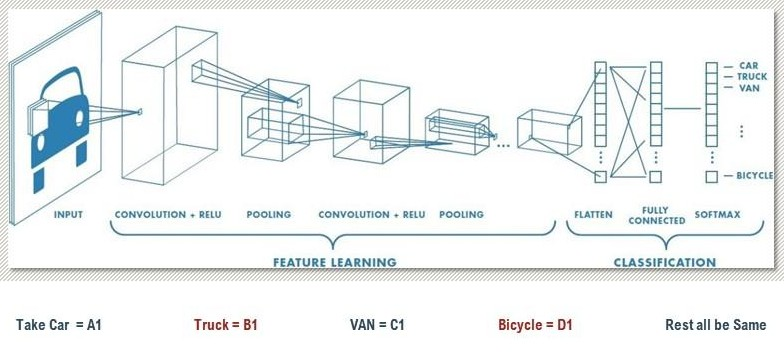 CAR
TRUCK
VAN
BICYCLE
INPUT CONVOLUTION + RELU POOLING CONVOLUTION + RELU POOLING FLATTEN FULLY CONNECTED SOFTMAX
FEATURE LEARNING CLASSIFICATION
Take Car = A1 Truck = B1 VAN = C1 Bicycle = D1 Rest all be Same